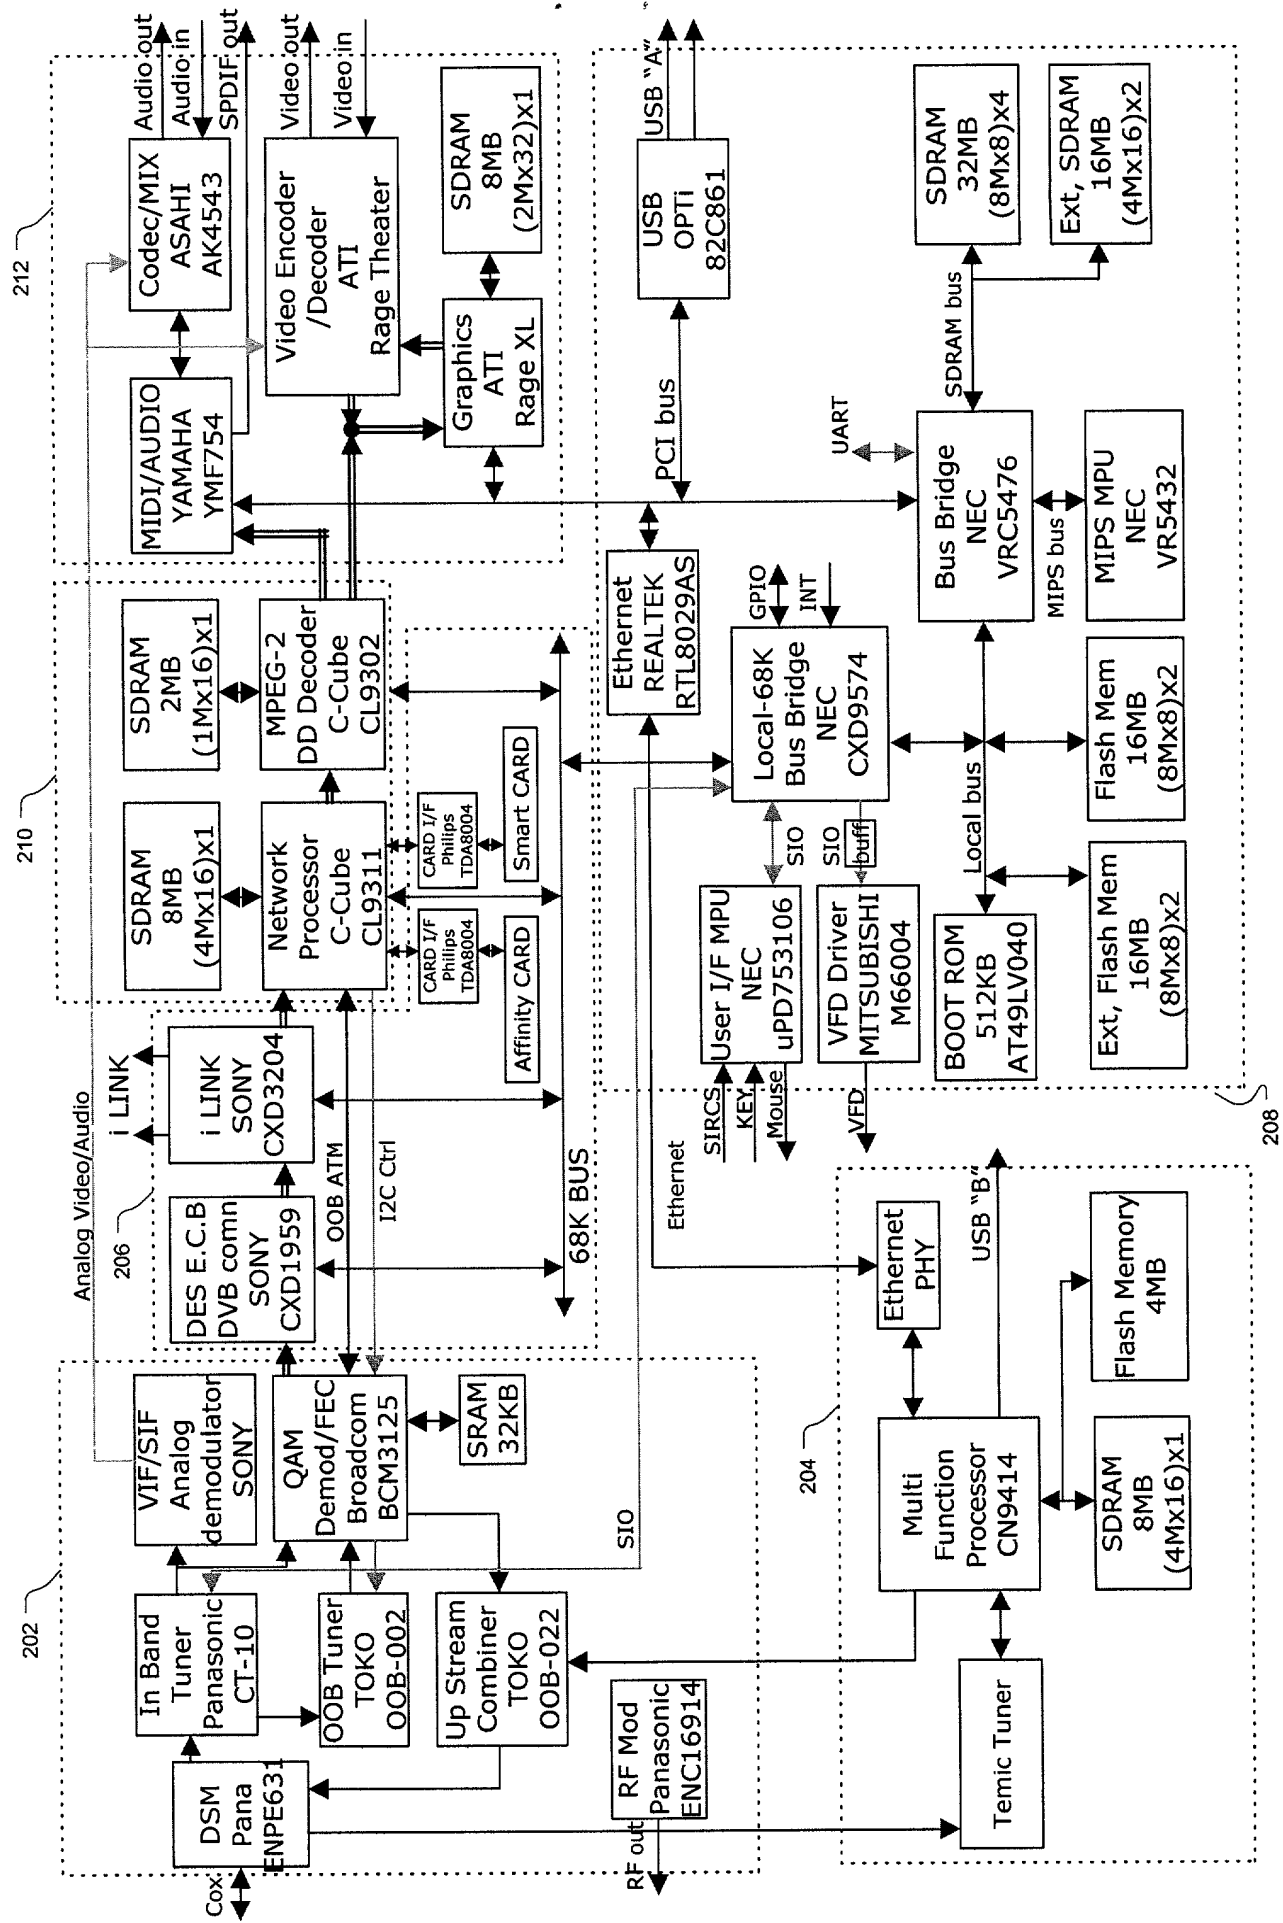 Cox
DSM
Pana
ENPE631
In Band
Tuner
Panasonic
CT-10
OOB Tuner
TOKO
OOB-002
Up Stream
Combiner
TOKO
OOB-022
RF out
RF Mod
Panasonic
ENC16914
202
VIF/SIF
Analog
demodulator
SONY
QAM
Demod/FEC
Broadcom
BCM3125
SRAM
32KB
SIO
Analog Video/Audio
206
DES E.C.B
DVB comn
SONY
CXD1959
i LINK
i LINK
SONY
CXD3204
OOB ATM
I2C Ctrl
68K BUS
210
SDRAM
8MB
(4Mx16)x1
Network
Processor
C-Cube
CL9311
SDRAM
2MB
(1Mx16)x1
MPEG-2
DD Decoder
C-Cube
CL9302
CARD I/F
Philips
TDA8004
Affinity CARD
CARD I/F
Philips
TDA8004
Smart CARD
212
MIDI/AUDIO
YAMAHA
YMF754
Codec/MIX
ASAHI
AK4543
Audio out
Audio in
SPDIF out
Video Encoder
/Decoder
ATI
Rage Theater
Video out
Video in
Graphics
ATI
Rage XL
SDRAM
8MB
(2Mx32)x1
204
Temic Tuner
Multi
Function
Processor
CN9414
Ethernet
PHY
USB "B"
SDRAM
8MB
(4Mx16)x1
Flash Memory
4MB
Ethernet
208
SIRCS
KEY
Mouse
VFD
User I/F MPU
NEC
uPD753106
VFD Driver
MITSUBISHI
M66004
SIO
SIO
buff
BOOT ROM
512KB
AT49LV040
Ext, Flash Mem
16MB
(8Mx8)x2
Flash Mem
16MB
(8Mx8)x2
Local bus
Local-68K
Bus Bridge
NEC
CXD9574
GPIO
INT
Ethernet
REALTEK
RTL8029AS
PCI bus
USB
OPTi
82C861
USB "A"
UART
Bus Bridge
NEC
VRC5476
MIPS bus
MIPS MPU
NEC
VR5432
SDRAM bus
SDRAM
32MB
(8Mx8)x4
Ext, SDRAM
16MB
(4Mx16)x2